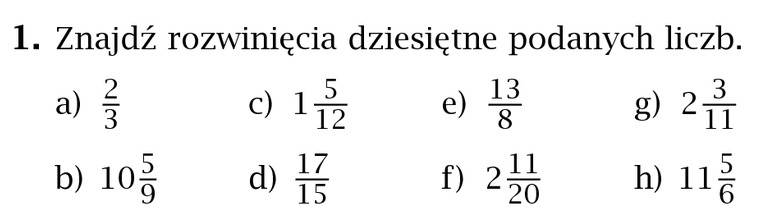 1. Znajdź rozwinięcia dziesiętne podanych liczb.
a) 2/3 c) 1 5/12 e) 13/8 g) 2 3/11
b) 10 5/9 d) 17/15 f) 2 11/20 h) 11 5/6